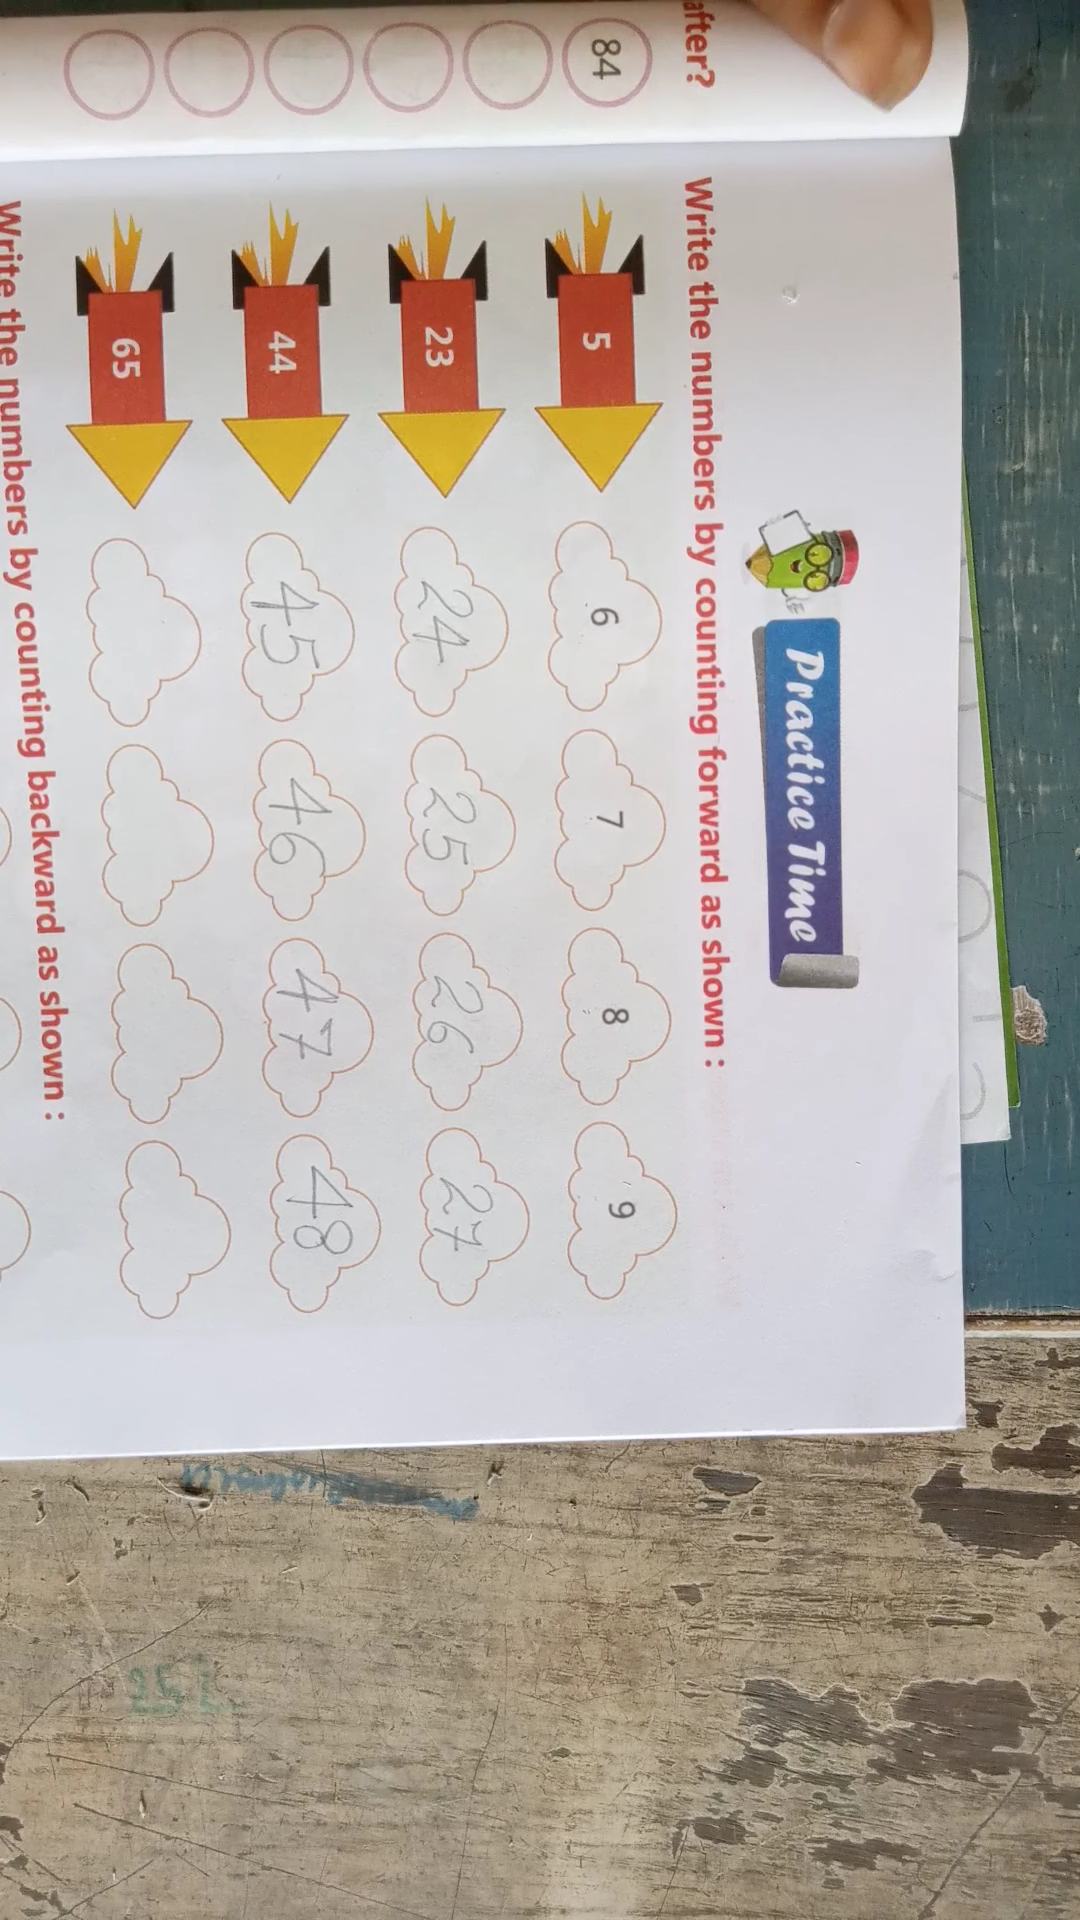 after?
84
Practice Time
Write the numbers by counting forward as shown :
5 6 7 8 9
23 24 25 26 27
44 45 46 47 48
65
Write the numbers by counting backward as shown :